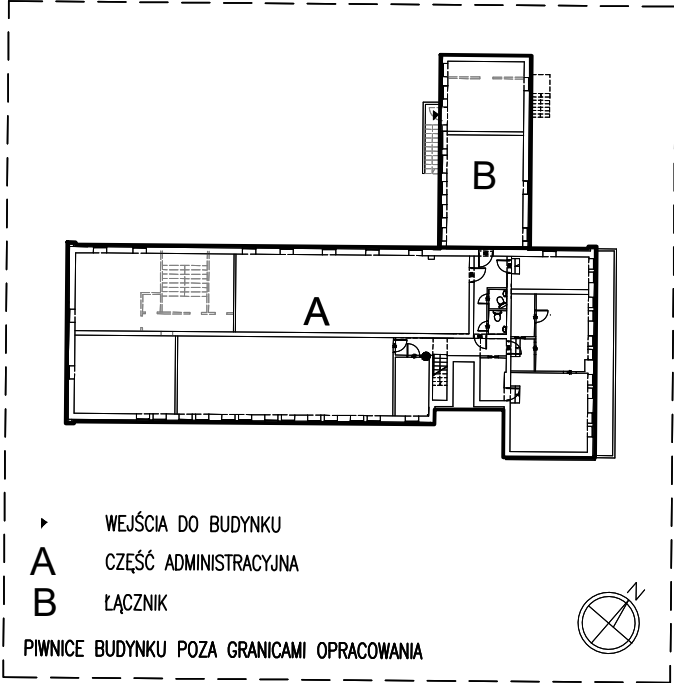 B
A
WEJŚCIA DO BUDYNKU
A CZĘŚĆ ADMINISTRACYJNA
B ŁĄCZNIK
N
PIWNICE BUDYNKU POZA GRANICAMI OPRACOWANIA